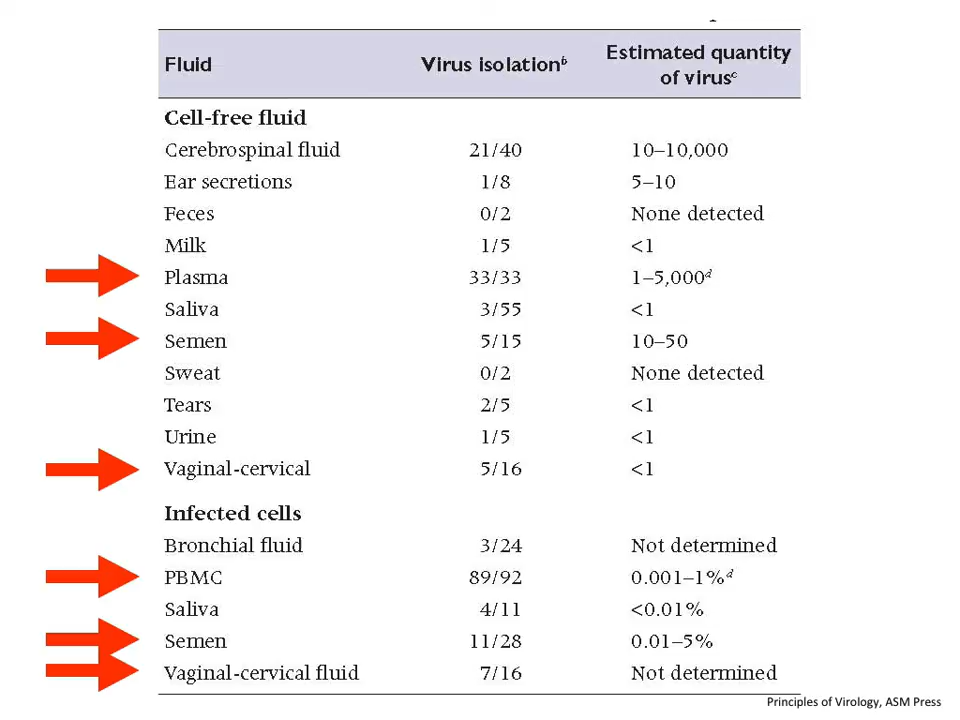 Fluid Virus isolationᵇ Estimated quantity of virusᶜ
Cell-free fluid
Cerebrospinal fluid 21/40 10–10,000
Ear secretions 1/8 5–10
Feces 0/2 None detected
Milk 1/5 <1
Plasma 33/33 1–5,000ᵈ
Saliva 3/55 <1
Semen 5/15 10–50
Sweat 0/2 None detected
Tears 2/5 <1
Urine 1/5 <1
Vaginal-cervical 5/16 <1
Infected cells
Bronchial fluid 3/24 Not determined
PBMC 89/92 0.001–1%ᵈ
Saliva 4/11 <0.01%
Semen 11/28 0.01–5%
Vaginal-cervical fluid 7/16 Not determined
Principles of Virology, ASM Press